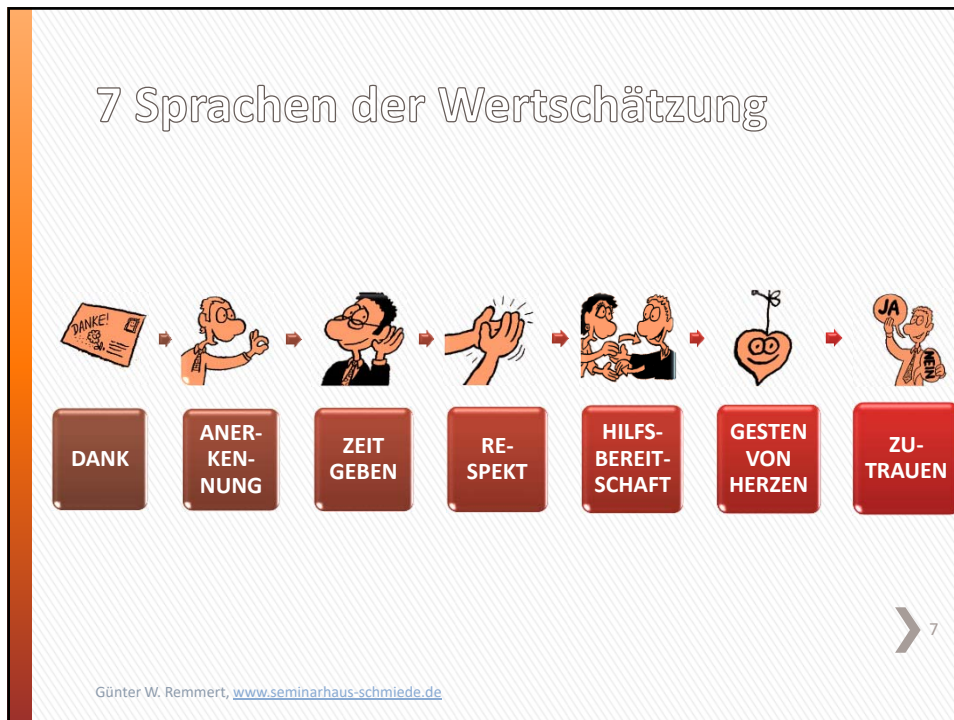 7 Sprachen der Wertschätzung
DANKE!
JA
NEIN
DANK
ANER-
KEN-
NUNG
ZEIT
GEBEN
RE-
SPEKT
HILFS-
BEREIT-
SCHAFT
GESTEN
VON
HERZEN
ZU-
TRAUEN
7
Günter W. Remmert, www.seminarhaus-schmiede.de